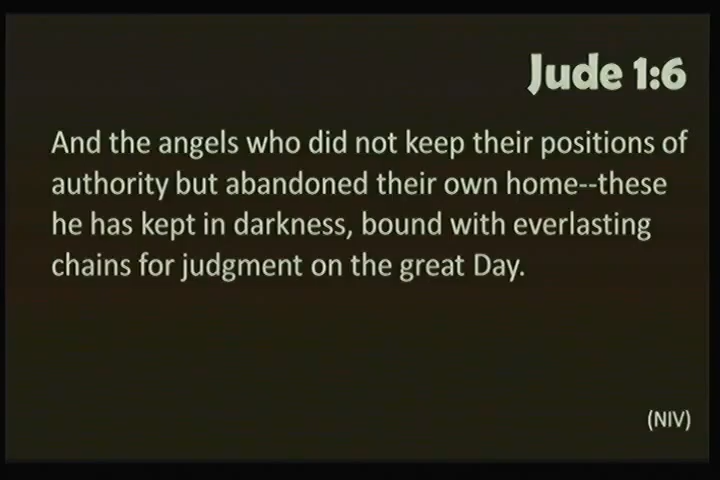 Jude 1:6
And the angels who did not keep their positions of
authority but abandoned their own home--these
he has kept in darkness, bound with everlasting
chains for judgment on the great Day.
(NIV)